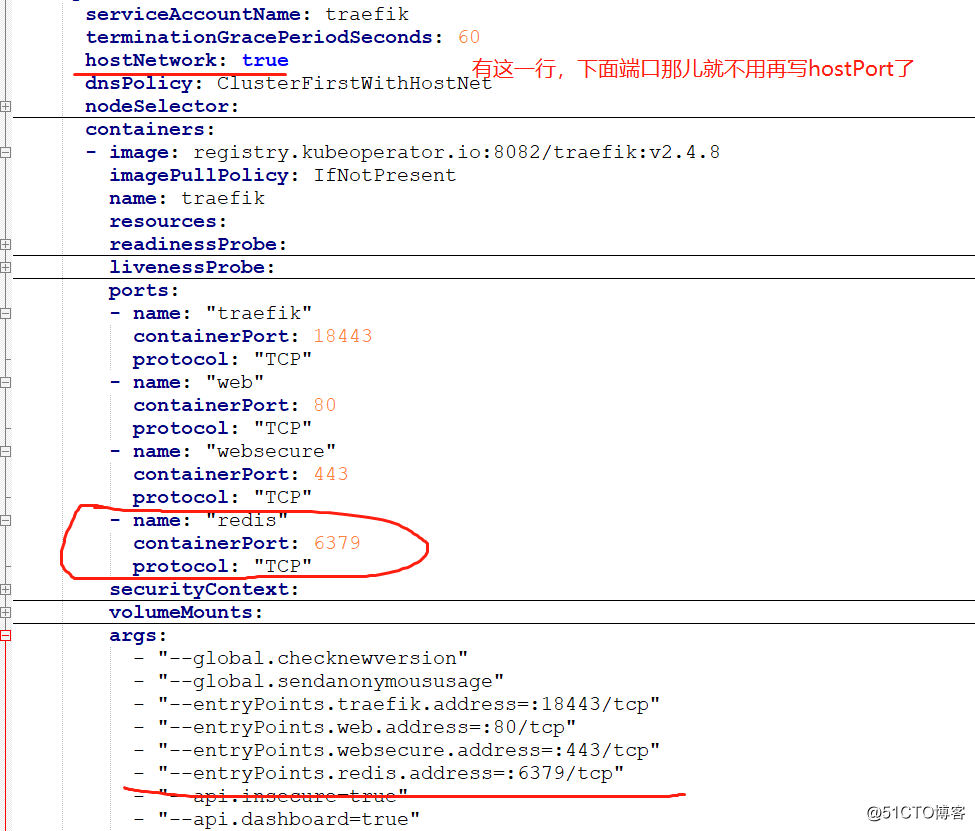 serviceAccountName: traefik
terminationGracePeriodSeconds: 60
hostNetwork: true
有这一行，下面端口那儿就不用再写hostPort了
dnsPolicy: ClusterFirstWithHostNet
nodeSelector:
containers:
- image: registry.kubeoperator.io:8082/traefik:v2.4.8
imagePullPolicy: IfNotPresent
name: traefik
resources:
readinessProbe:
livenessProbe:
ports:
- name: "traefik"
containerPort: 18443
protocol: "TCP"
- name: "web"
containerPort: 80
protocol: "TCP"
- name: "websecure"
containerPort: 443
protocol: "TCP"
- name: "redis"
containerPort: 6379
protocol: "TCP"
securityContext:
volumeMounts:
args:
- "--global.checknewversion"
- "--global.sendanonymoususage"
- "--entryPoints.traefik.address=:18443/tcp"
- "--entryPoints.web.address=:80/tcp"
- "--entryPoints.websecure.address=:443/tcp"
- "--entryPoints.redis.address=:6379/tcp"
- "--api.insecure=true"
- "--api.dashboard=true"
@51CTO博客